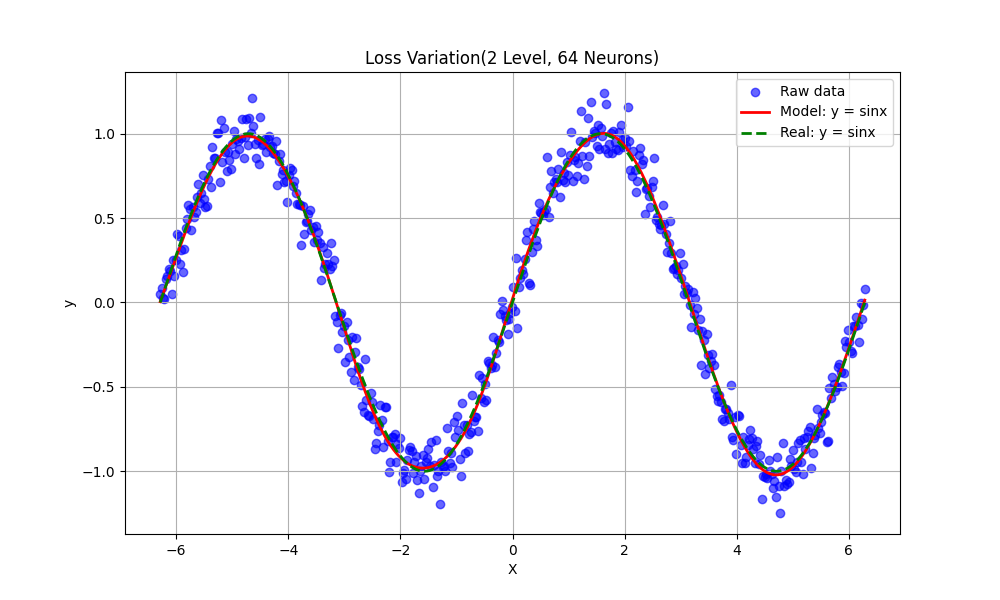 Loss Variation(2 Level, 64 Neurons)
Raw data
Model: y = sinx
Real: y = sinx
1.0
0.5
0.0
−0.5
−1.0
y
−6
−4
−2
0
2
4
6
X